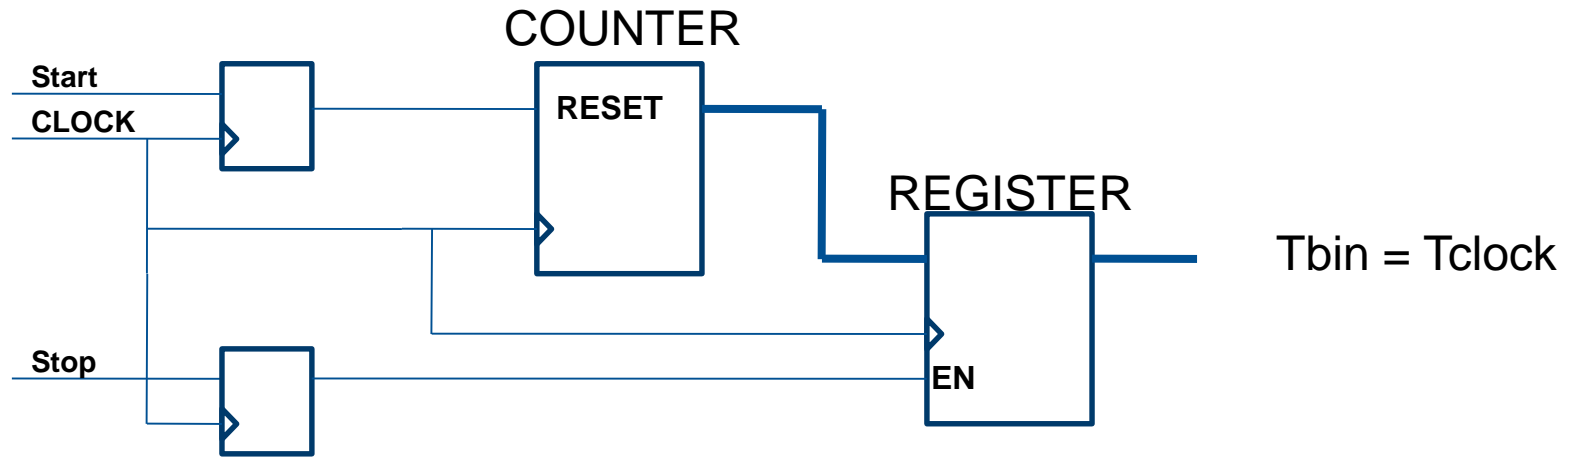 COUNTER
Start
CLOCK
RESET
REGISTER
Tbin = Tclock
Stop
EN